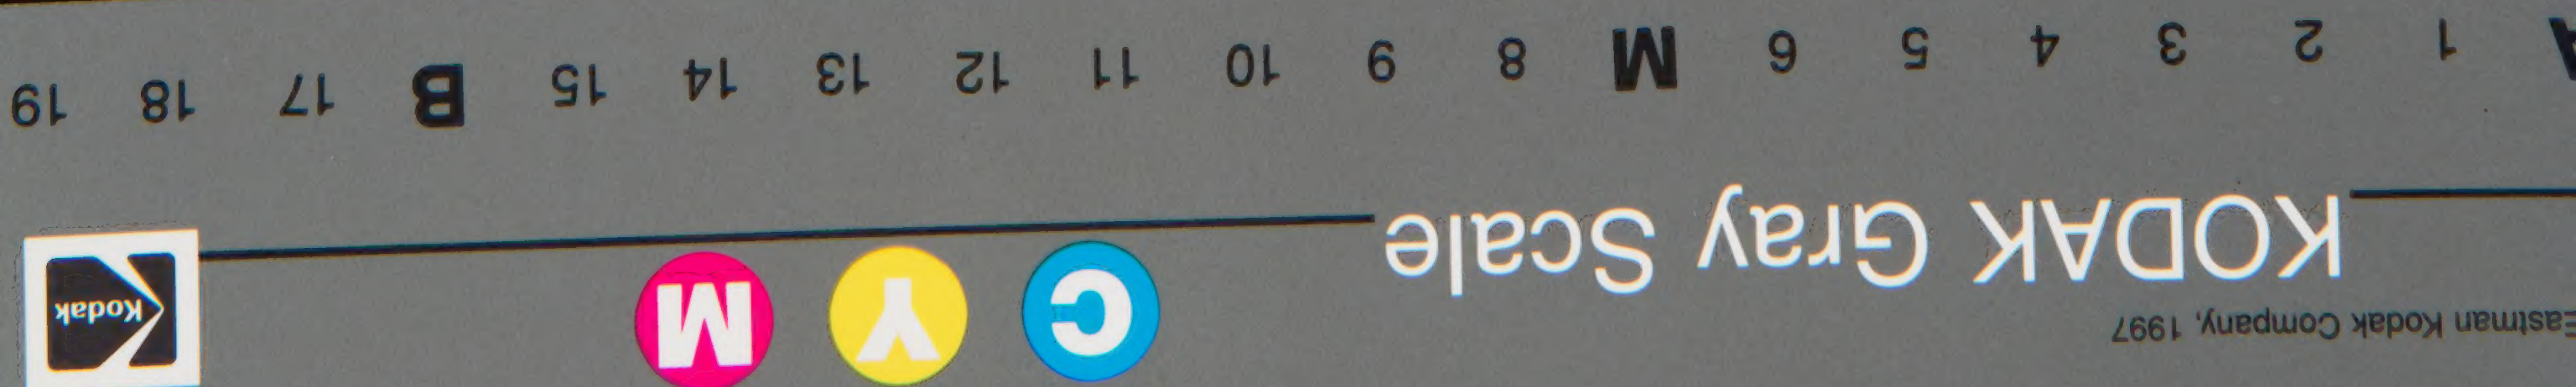 Eastman Kodak Company, 1997
KODAK Gray Scale
C Y M
Kodak
A 1 2 3 4 5 6 M 8 9 10 11 12 13 14 15 B 17 18 19